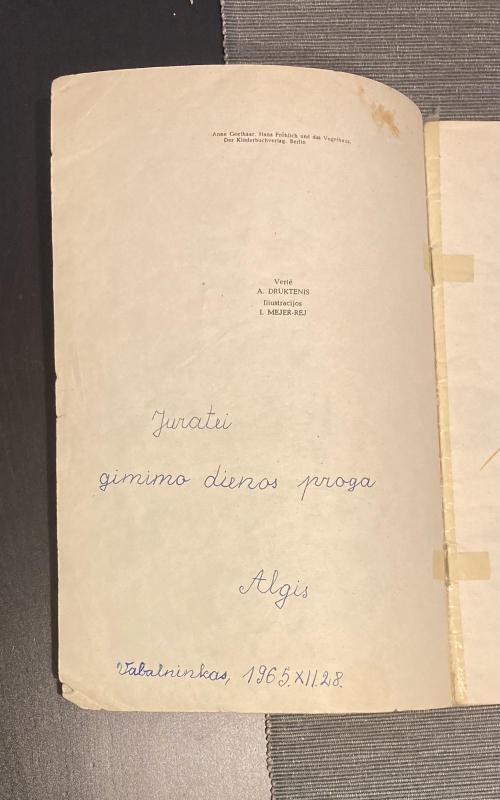 Anne Geelhaar. Hans Fröhlich und das Vogelhaus.
Der Kinderbuchverlag. Berlin
Vertė
A. DRUKTENIS
Iliustracijos
I. MEJER-REJ
Juratei
gimimo dienos proga
Algis
Vabalninkas, 1965.XII.28.